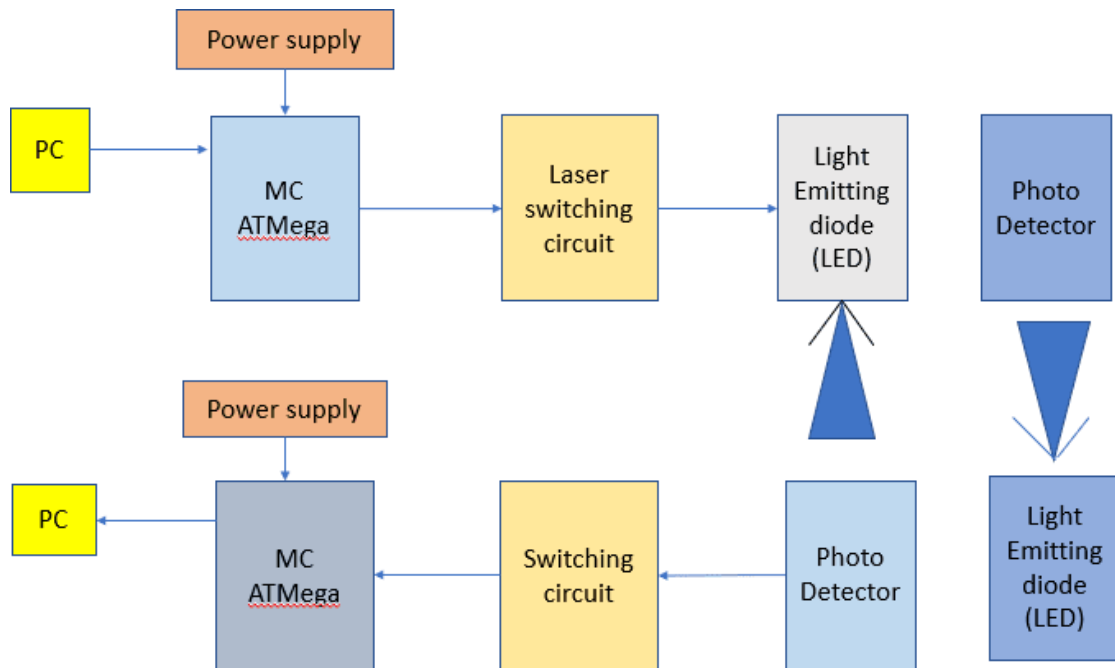 Power supply
PC
MC
ATMega
Laser
switching
circuit
Light
Emitting
diode
(LED)
Photo
Detector
Power supply
PC
MC
ATMega
Switching
circuit
Photo
Detector
Light
Emitting
diode
(LED)